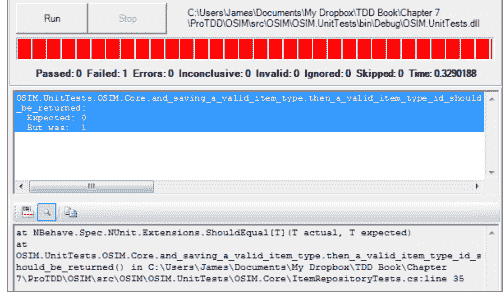 Run
Stop
C:\Users\James\Documents\My Dropbox\TDD Book\Chapter 7
\ProTDD\OSIM\src\OSIM\OSIM.UnitTests\bin\Debug\OSIM.UnitTests.dll
Passed: 0 Failed: 1 Errors: 0 Inconclusive: 0 Invalid: 0 Ignored: 0 Skipped: 0 Time: 0.3290188
OSIM.UnitTests.OSIM.Core.and_saving_a_valid_item_type.then_a_valid_item_type_id_should
_be_returned:
Expected: 0
But was: 1
at NBehave.Spec.NUnit.Extensions.ShouldEqual[T](T actual, T expected)
at
OSIM.UnitTests.OSIM.Core.and_saving_a_valid_item_type.then_a_valid_item_type_id_s
hould_be_returned() in C:\Users\James\Documents\My Dropbox\TDD Book\Chapter
7\ProTDD\OSIM\src\OSIM\OSIM.UnitTests\OSIM.Core\ItemRepositoryTests.cs:line 35